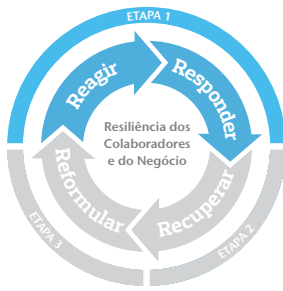 ETAPA 1
Reagir
Responder
Resiliência dos
Colaboradores
e do Negócio
Reformular
Recuperar
ETAPA 3
ETAPA 2